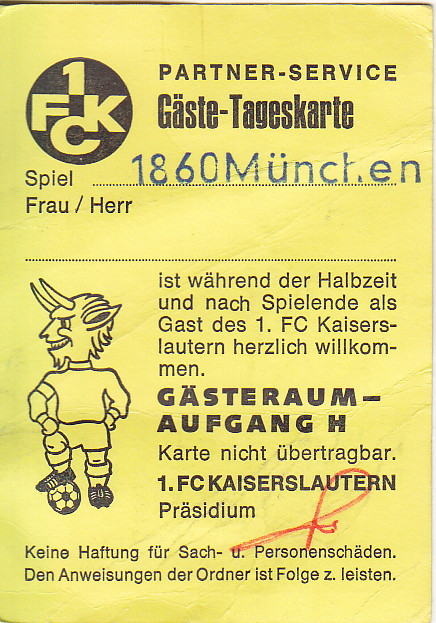 1
FCK
PARTNER-SERVICE
Gäste-Tageskarte
Spiel 1860München
Frau / Herr
ist während der Halbzeit
und nach Spielende als
Gast des 1. FC Kaisers-
lautern herzlich willkom-
men.
GÄSTERAUM–
AUFGANG H
Karte nicht übertragbar.
1. FC KAISERSLAUTERN
Präsidium
Keine Haftung für Sach- u. Personenschäden.
Den Anweisungen der Ordner ist Folge z. leisten.